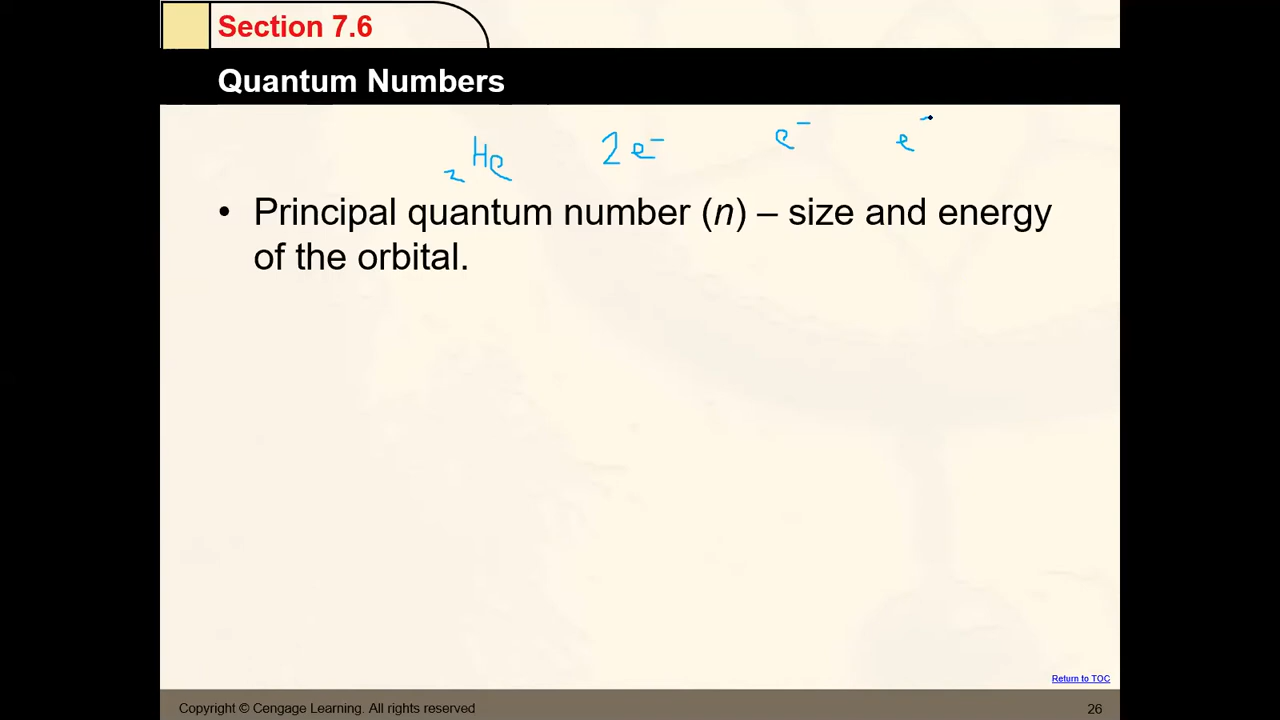 Section 7.6
Quantum Numbers
₂He 2e⁻ e⁻ e⁻
• Principal quantum number (n) – size and energy
of the orbital.
Return to TOC
Copyright © Cengage Learning. All rights reserved 26